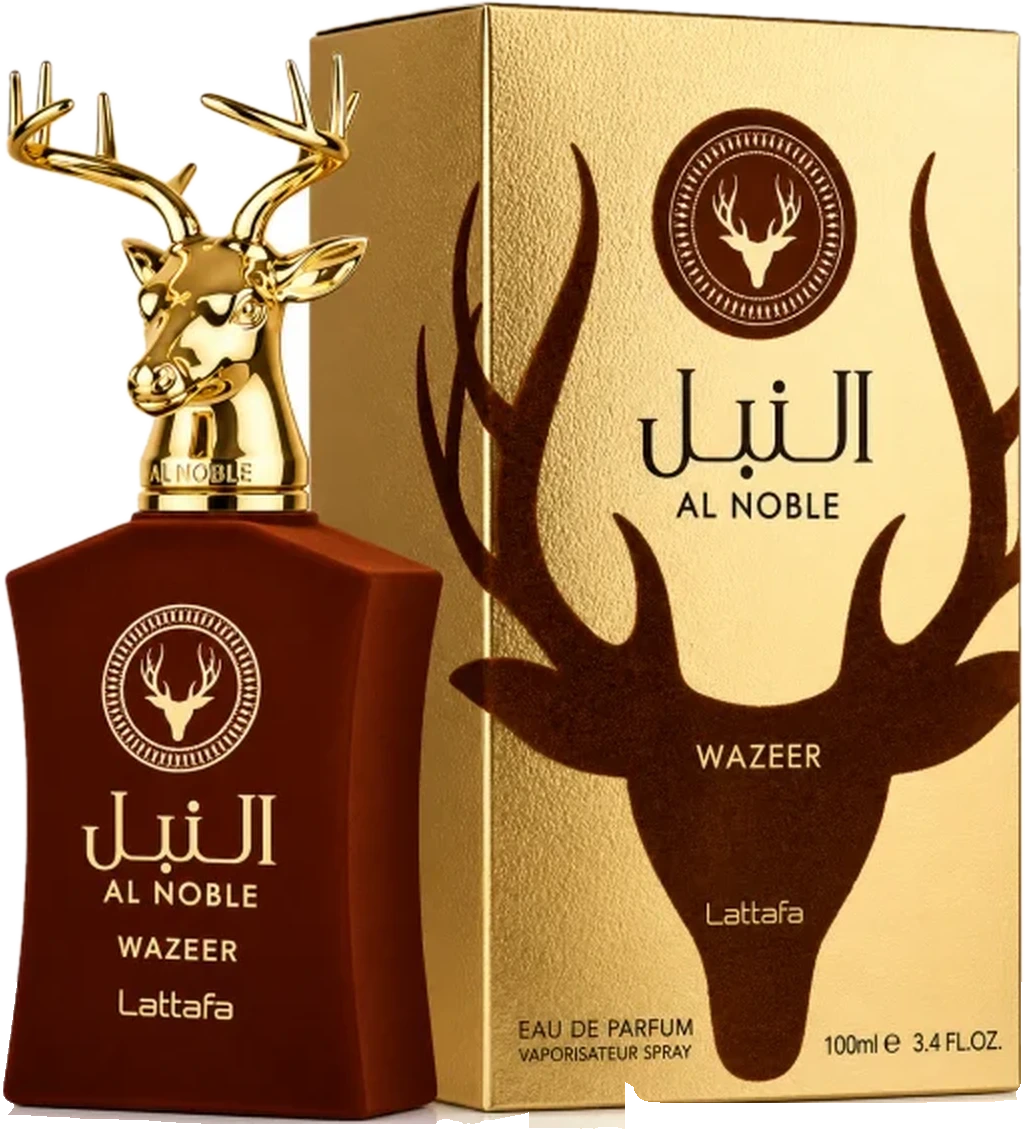 AL NOBLE
النبل
AL NOBLE
WAZEER
Lattafa
النبل
AL NOBLE
WAZEER
Lattafa
EAU DE PARFUM
VAPORISATEUR SPRAY
100ml e 3.4 FL.OZ.